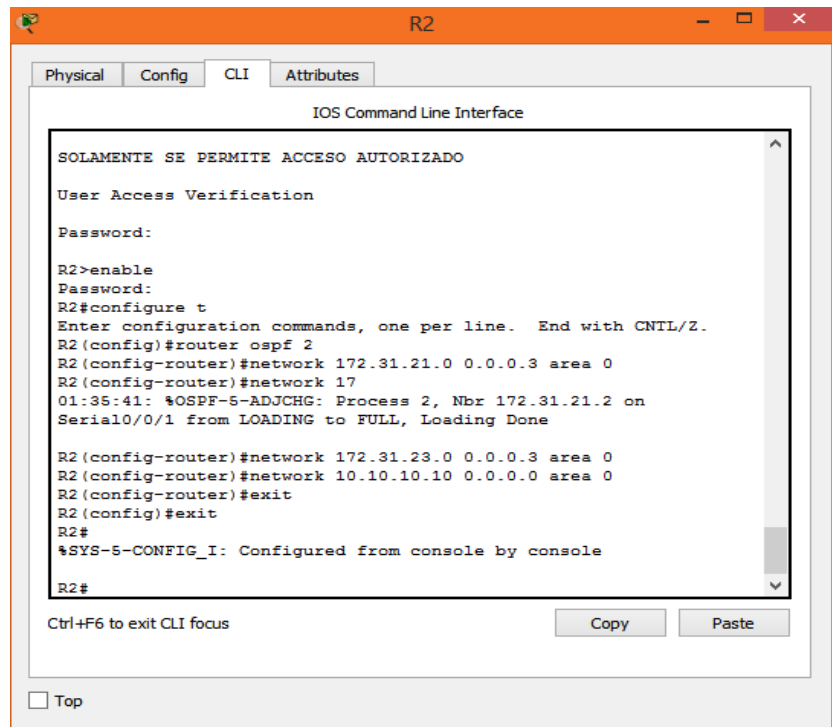 R2
Physical Config CLI Attributes
IOS Command Line Interface
SOLAMENTE SE PERMITE ACCESO AUTORIZADO
User Access Verification
Password:
R2>enable
Password:
R2#configure t
Enter configuration commands, one per line.  End with CNTL/Z.
R2(config)#router ospf 2
R2(config-router)#network 172.31.21.0 0.0.0.3 area 0
R2(config-router)#network 17
01:35:41: %OSPF-5-ADJCHG: Process 2, Nbr 172.31.21.2 on
Serial0/0/1 from LOADING to FULL, Loading Done
R2(config-router)#network 172.31.23.0 0.0.0.3 area 0
R2(config-router)#network 10.10.10.10 0.0.0.0 area 0
R2(config-router)#exit
R2(config)#exit
R2#
%SYS-5-CONFIG_I: Configured from console by console
R2#
Ctrl+F6 to exit CLI focus
Copy Paste
Top